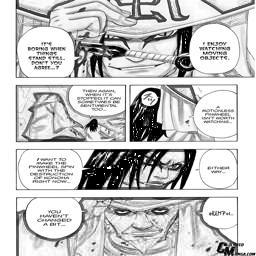 I ENJOY
WATCHING
MOVING
OBJECTS.
IT'S
BORING WHEN
THINGS
STAND STILL,
DON'T YOU
AGREE...?
A
MOTIONLESS
PINWHEEL
ISN'T WORTH
WATCHING...
THEN AGAIN,
WHEN IT'S
STOPPED IT CAN
SOMETIMES BE
SENTIMENTAL
TOO...
EITHER
WAY...
I WANT TO
MAKE THE
PINWHEEL SPIN
WITH THE
DESTRUCTION
OF KONOHA
RIGHT NOW...
YOU
HAVEN'T
CHANGED
A BIT...